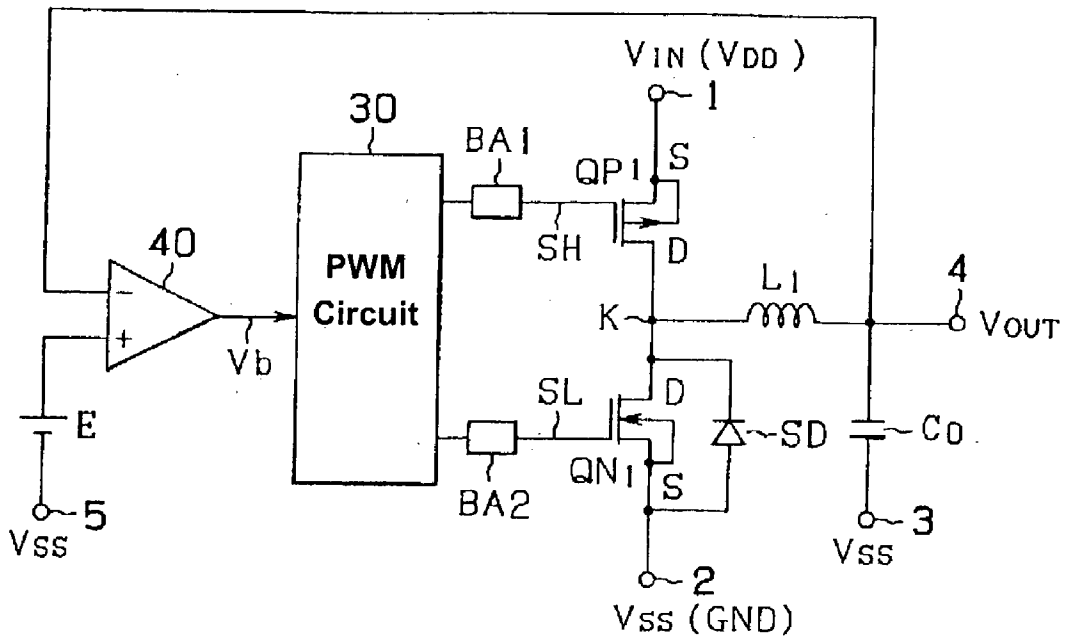 VIN (VDD)
1
30
BA1
QP1
S
SH
D
40
PWM
Circuit
−
+
Vb
K
L1
4
VOUT
E
SL
D
SD
CO
BA2
QN1
S
5
VSS
3
VSS
2
VSS (GND)